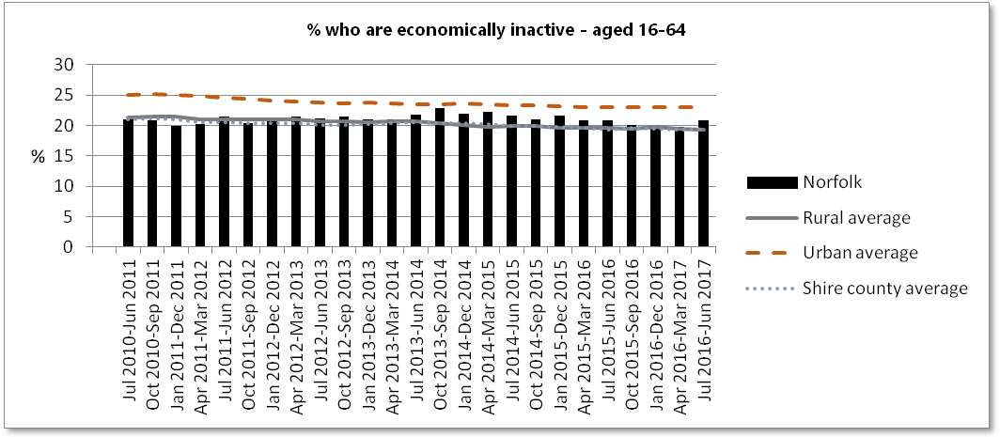 % who are economically inactive - aged 16-64
30
25
20
15
10
5
0
%
Jul 2010-Jun 2011
Oct 2010-Sep 2011
Jan 2011-Dec 2011
Apr 2011-Mar 2012
Jul 2011-Jun 2012
Oct 2011-Sep 2012
Jan 2012-Dec 2012
Apr 2012-Mar 2013
Jul 2012-Jun 2013
Oct 2012-Sep 2013
Jan 2013-Dec 2013
Apr 2013-Mar 2014
Jul 2013-Jun 2014
Oct 2013-Sep 2014
Jan 2014-Dec 2014
Apr 2014-Mar 2015
Jul 2014-Jun 2015
Oct 2014-Sep 2015
Jan 2015-Dec 2015
Apr 2015-Mar 2016
Jul 2015-Jun 2016
Oct 2015-Sep 2016
Jan 2016-Dec 2016
Apr 2016-Mar 2017
Jul 2016-Jun 2017
Norfolk
Rural average
Urban average
Shire county average